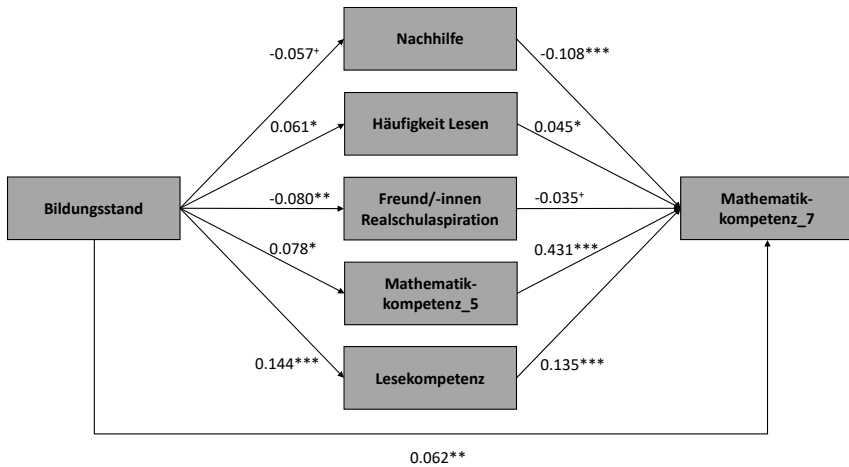 Nachhilfe
-0.057⁺
-0.108***
Häufigkeit Lesen
0.061*
0.045*
Bildungsstand
-0.080**
Freund/-innen
Realschulaspiration
-0.035⁺
Mathematik-
kompetenz_7
0.078*
0.431***
Mathematik-
kompetenz_5
0.144***
Lesekompetenz
0.135***
0.062**